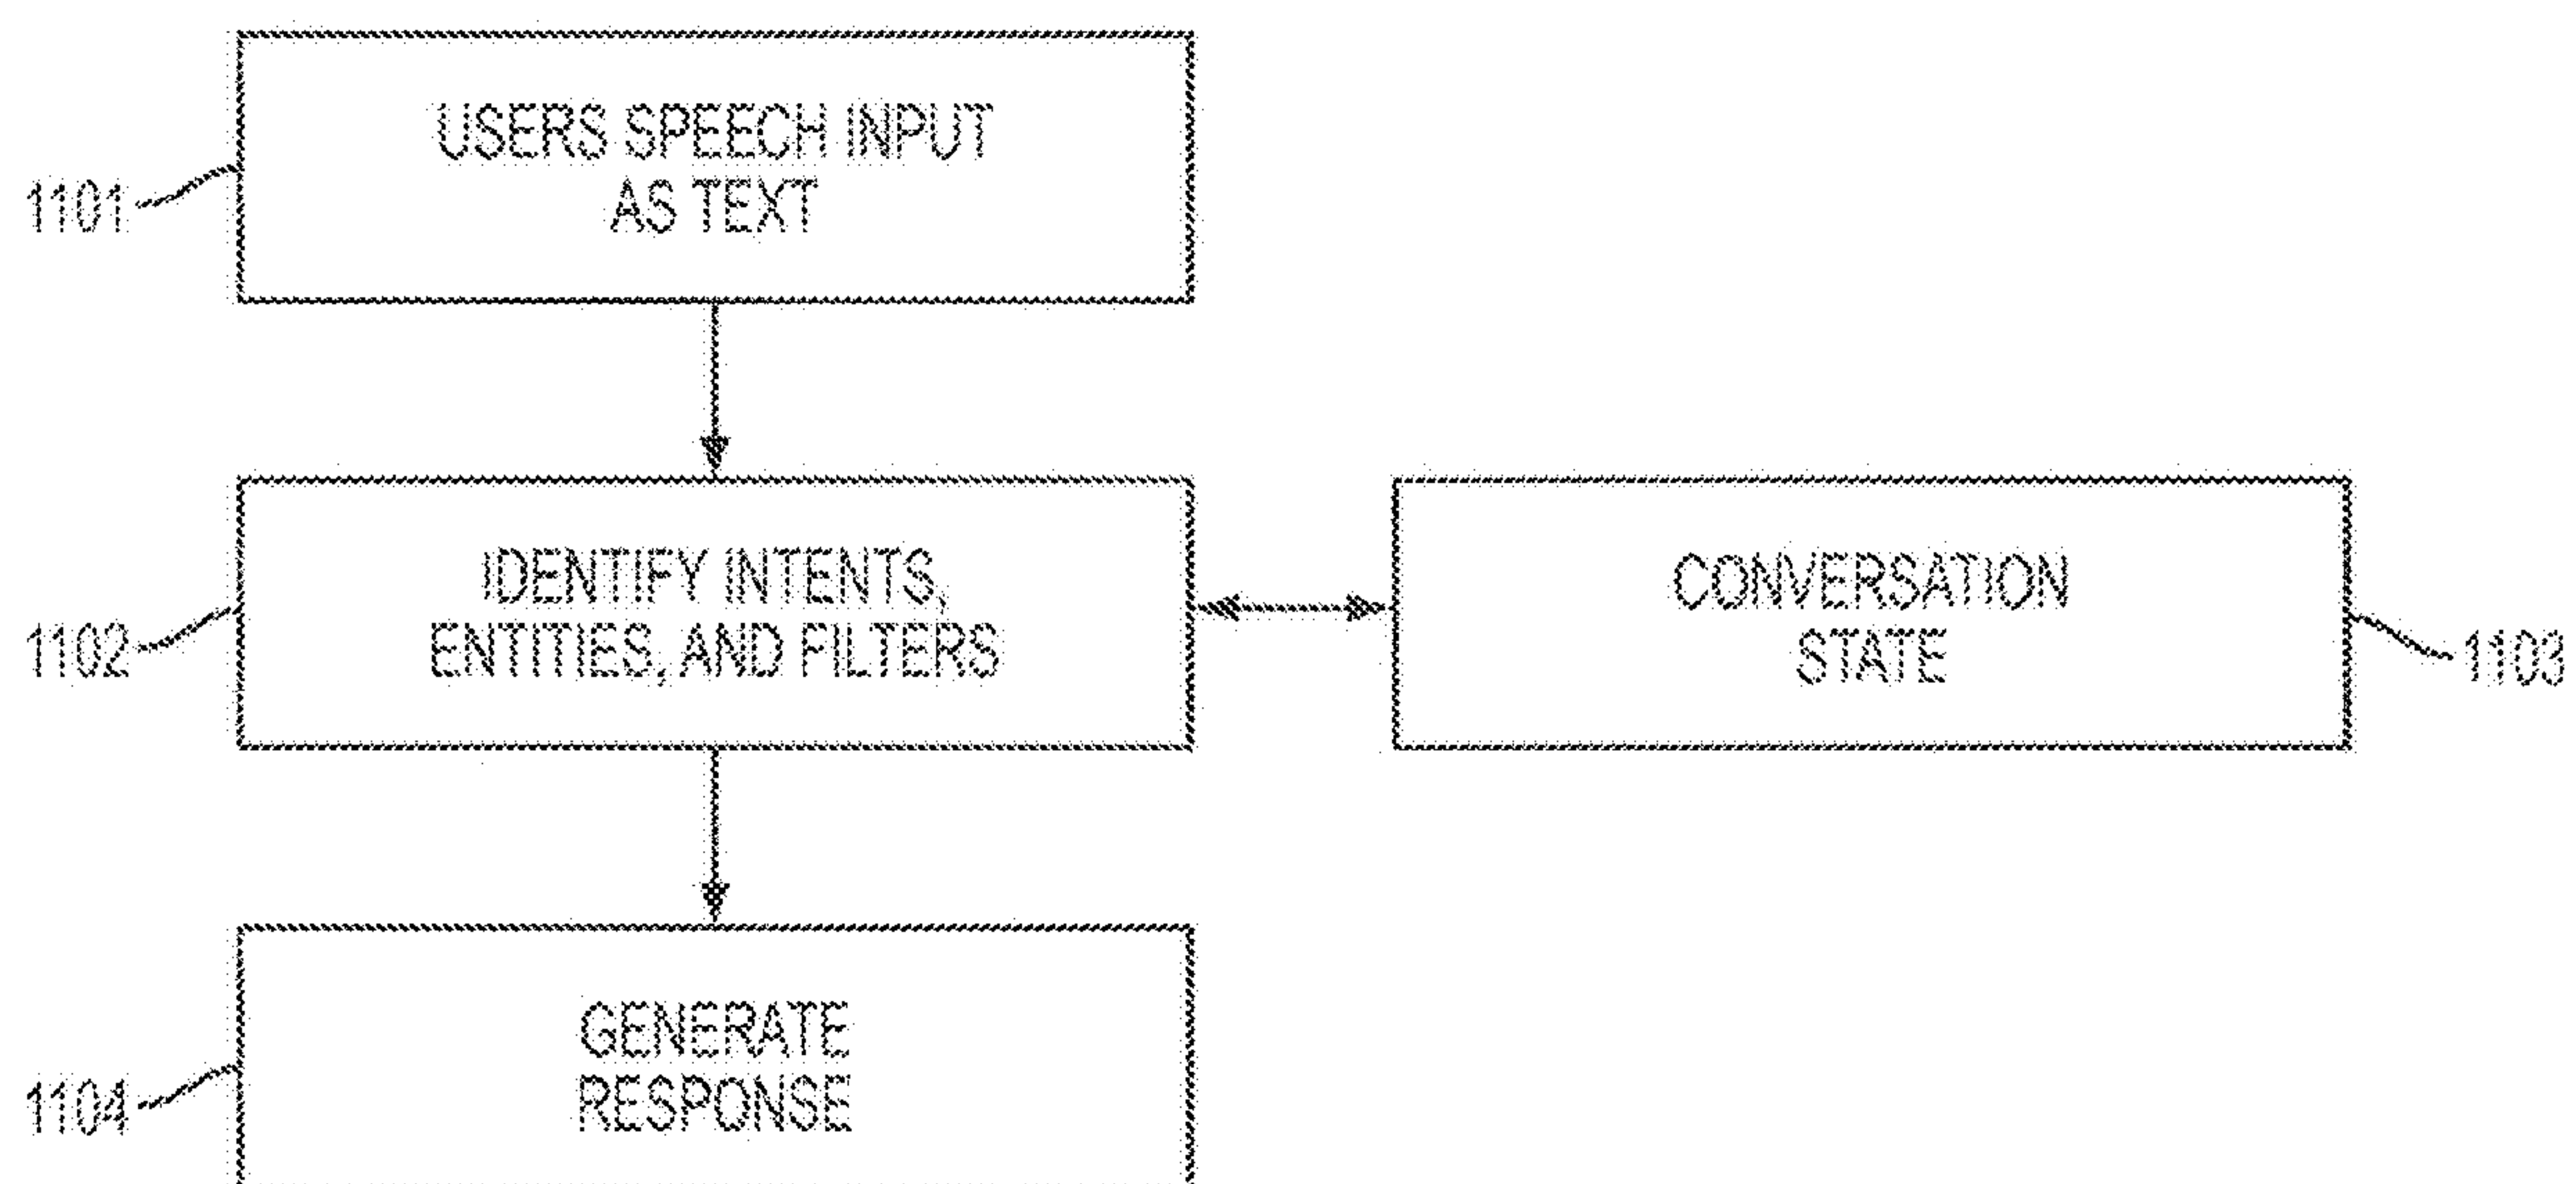 USERS SPEECH INPUT
AS TEXT
1101
IDENTIFY INTENTS,
ENTITIES, AND FILTERS
1102
CONVERSATION
STATE
1103
GENERATE
RESPONSE
1104